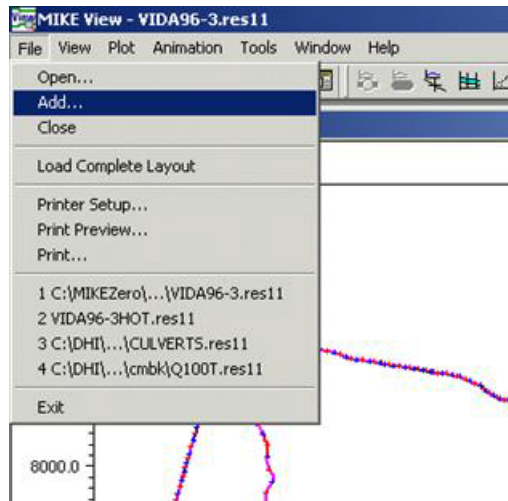 MIKE View - VIDA96-3.res11
File View Plot Animation Tools Window Help
Open...
Add...
Close
Load Complete Layout
Printer Setup...
Print Preview...
Print...
1 C:\MIKEZero\...\VIDA96-3.res11
2 VIDA96-3HOT.res11
3 C:\DHI\...\CULVERTS.res11
4 C:\DHI\...\cmbk\Q100T.res11
Exit
8000.0